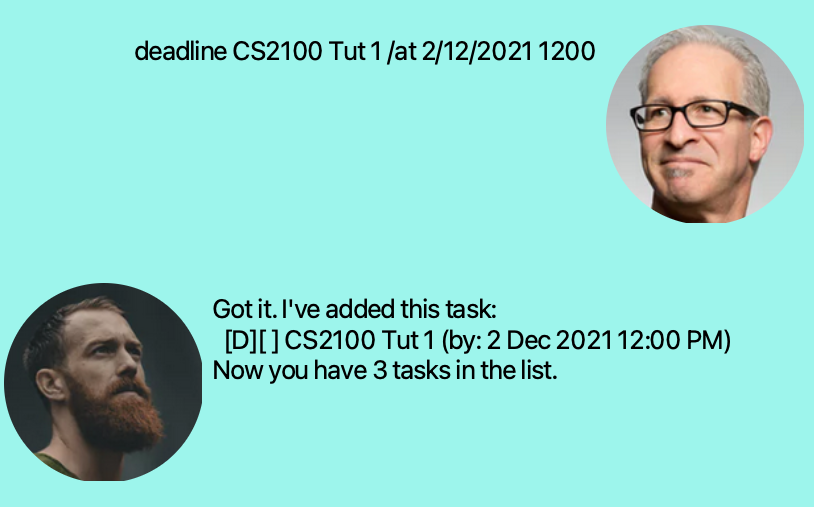 deadline CS2100 Tut 1 /at 2/12/2021 1200
Got it. I've added this task:
[D][ ] CS2100 Tut 1 (by: 2 Dec 2021 12:00 PM)
Now you have 3 tasks in the list.